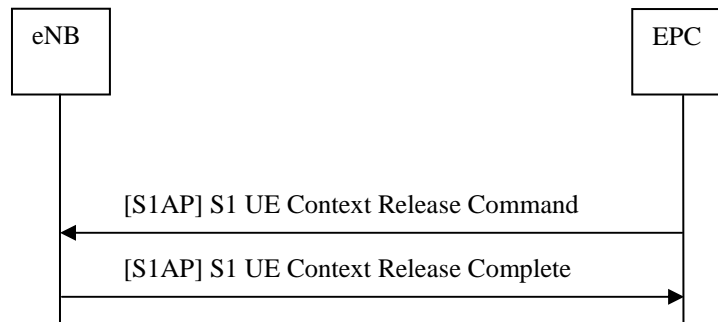 eNB
EPC
[S1AP] S1 UE Context Release Command
[S1AP] S1 UE Context Release Complete